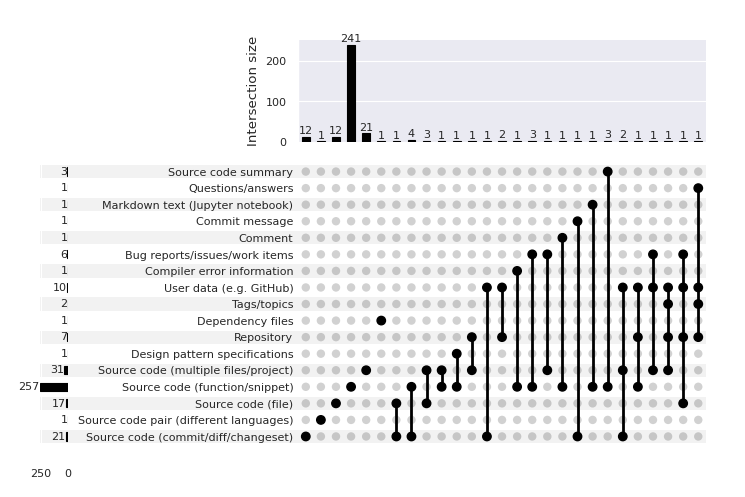 Intersection size
200
100
0
12 1 12 241 21 1 1 4 3 1 1 1 1 2 1 3 1 1 1 1 3 2 1 1 1 1 1
3 Source code summary
1 Questions/answers
1 Markdown text (Jupyter notebook)
1 Commit message
1 Comment
6 Bug reports/issues/work items
1 Compiler error information
10 User data (e.g. GitHub)
2 Tags/topics
1 Dependency files
7 Repository
1 Design pattern specifications
31 Source code (multiple files/project)
257 Source code (function/snippet)
17 Source code (file)
1 Source code pair (different languages)
21 Source code (commit/diff/changeset)
250 0